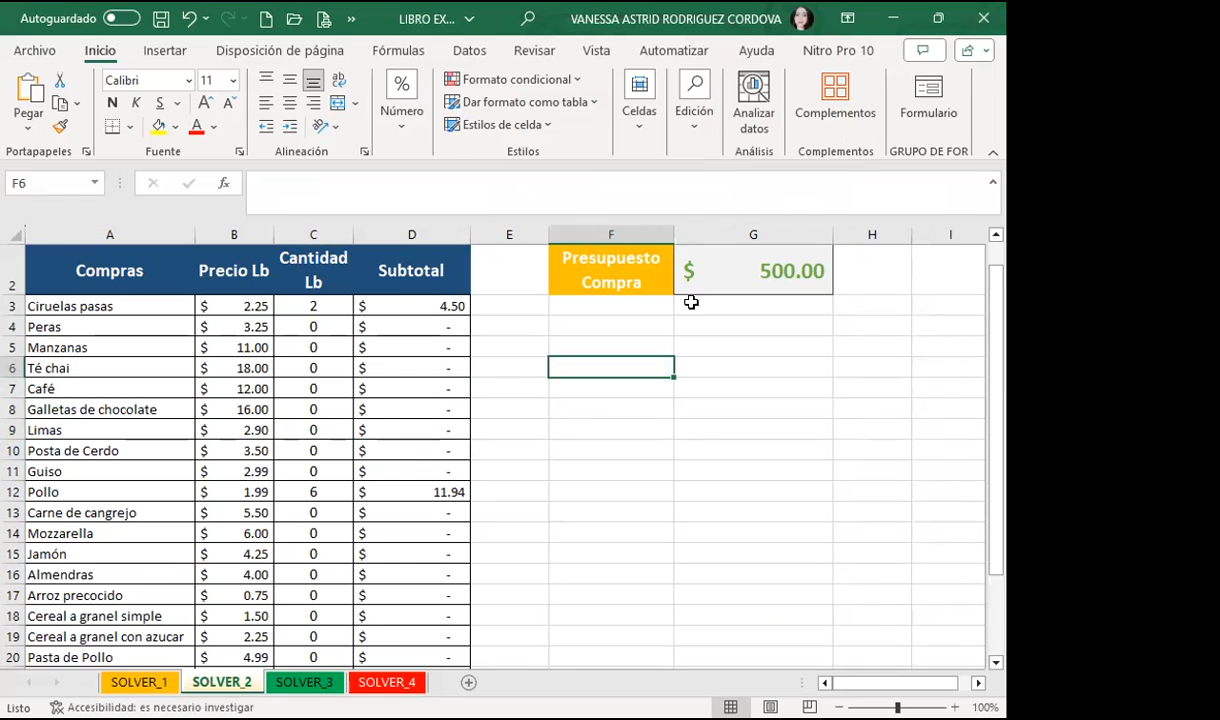 Autoguardado
LIBRO EX...
VANESSA ASTRID RODRIGUEZ CORDOVA
Archivo Inicio Insertar Disposición de página Fórmulas Datos Revisar Vista Automatizar Ayuda Nitro Pro 10
Pegar
Calibri 11
N K S
Portapapeles
Fuente
Alineación
%
Número
Formato condicional
Dar formato como tabla
Estilos de celda
Estilos
Celdas
Edición
Analizar datos
Análisis
Complementos
Complementos
Formulario
GRUPO DE FOR
F6
fx
A B C D E F G H I
2 Compras Precio Lb Cantidad Lb Subtotal Presupuesto Compra $ 500.00
3 Ciruelas pasas $ 2.25 2 $ 4.50
4 Peras $ 3.25 0 $ -
5 Manzanas $ 11.00 0 $ -
6 Té chai $ 18.00 0 $ -
7 Café $ 12.00 0 $ -
8 Galletas de chocolate $ 16.00 0 $ -
9 Limas $ 2.90 0 $ -
10 Posta de Cerdo $ 3.50 0 $ -
11 Guiso $ 2.99 0 $ -
12 Pollo $ 1.99 6 $ 11.94
13 Carne de cangrejo $ 5.50 0 $ -
14 Mozzarella $ 6.00 0 $ -
15 Jamón $ 4.25 0 $ -
16 Almendras $ 4.00 0 $ -
17 Arroz precocido $ 0.75 0 $ -
18 Cereal a granel simple $ 1.50 0 $ -
19 Cereal a granel con azucar $ 2.25 0 $ -
20 Pasta de Pollo $ 4.99 0 $ -
SOLVER_1 SOLVER_2 SOLVER_3 SOLVER_4
Listo Accesibilidad: es necesario investigar 100%